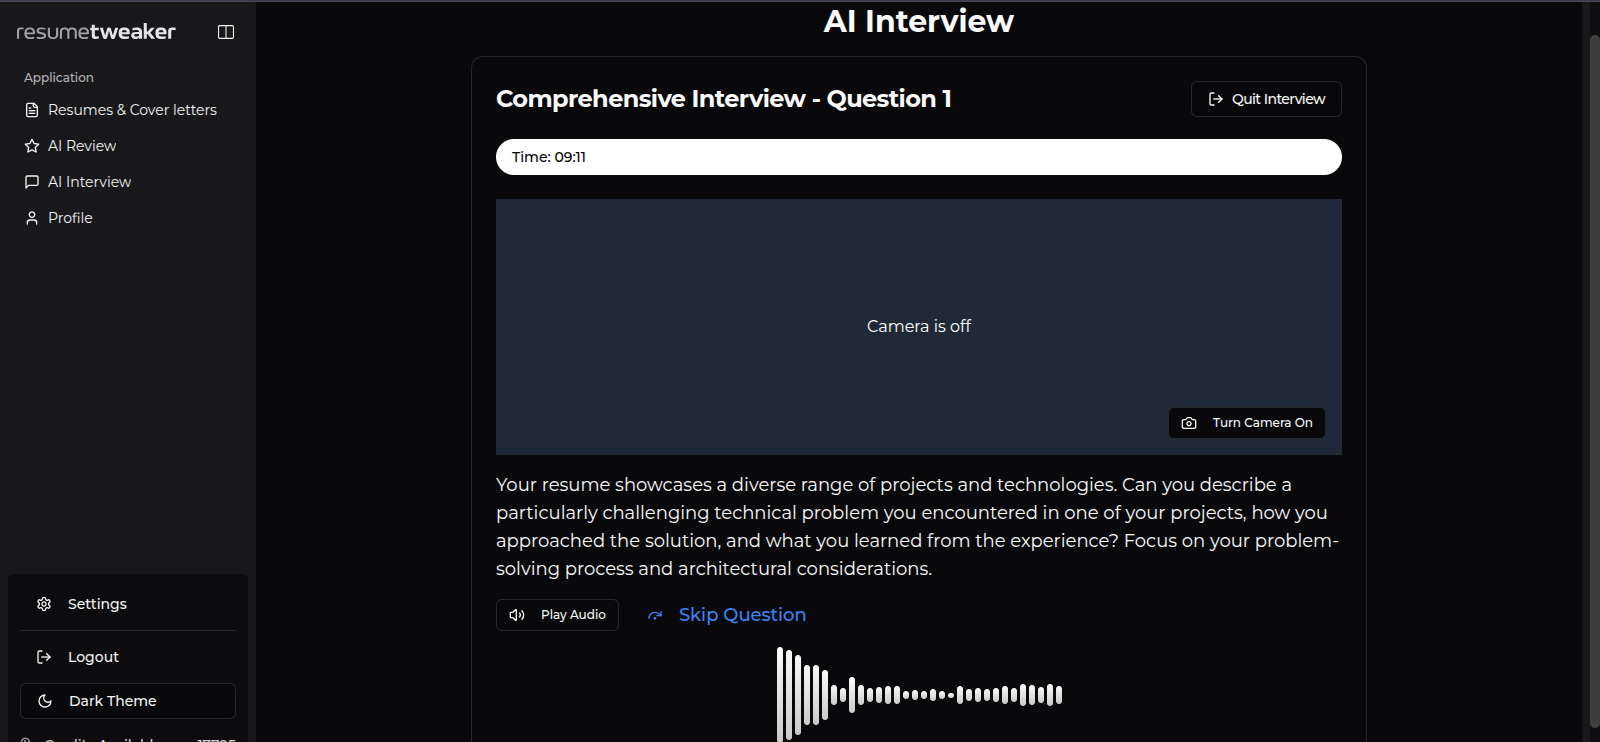 resumetweaker
Application
Resumes & Cover letters
AI Review
AI Interview
Profile
Settings
Logout
Dark Theme
AI Interview
Comprehensive Interview - Question 1
Quit Interview
Time: 09:11
Camera is off
Turn Camera On
Your resume showcases a diverse range of projects and technologies. Can you describe a
particularly challenging technical problem you encountered in one of your projects, how you
approached the solution, and what you learned from the experience? Focus on your problem-
solving process and architectural considerations.
Play Audio
Skip Question